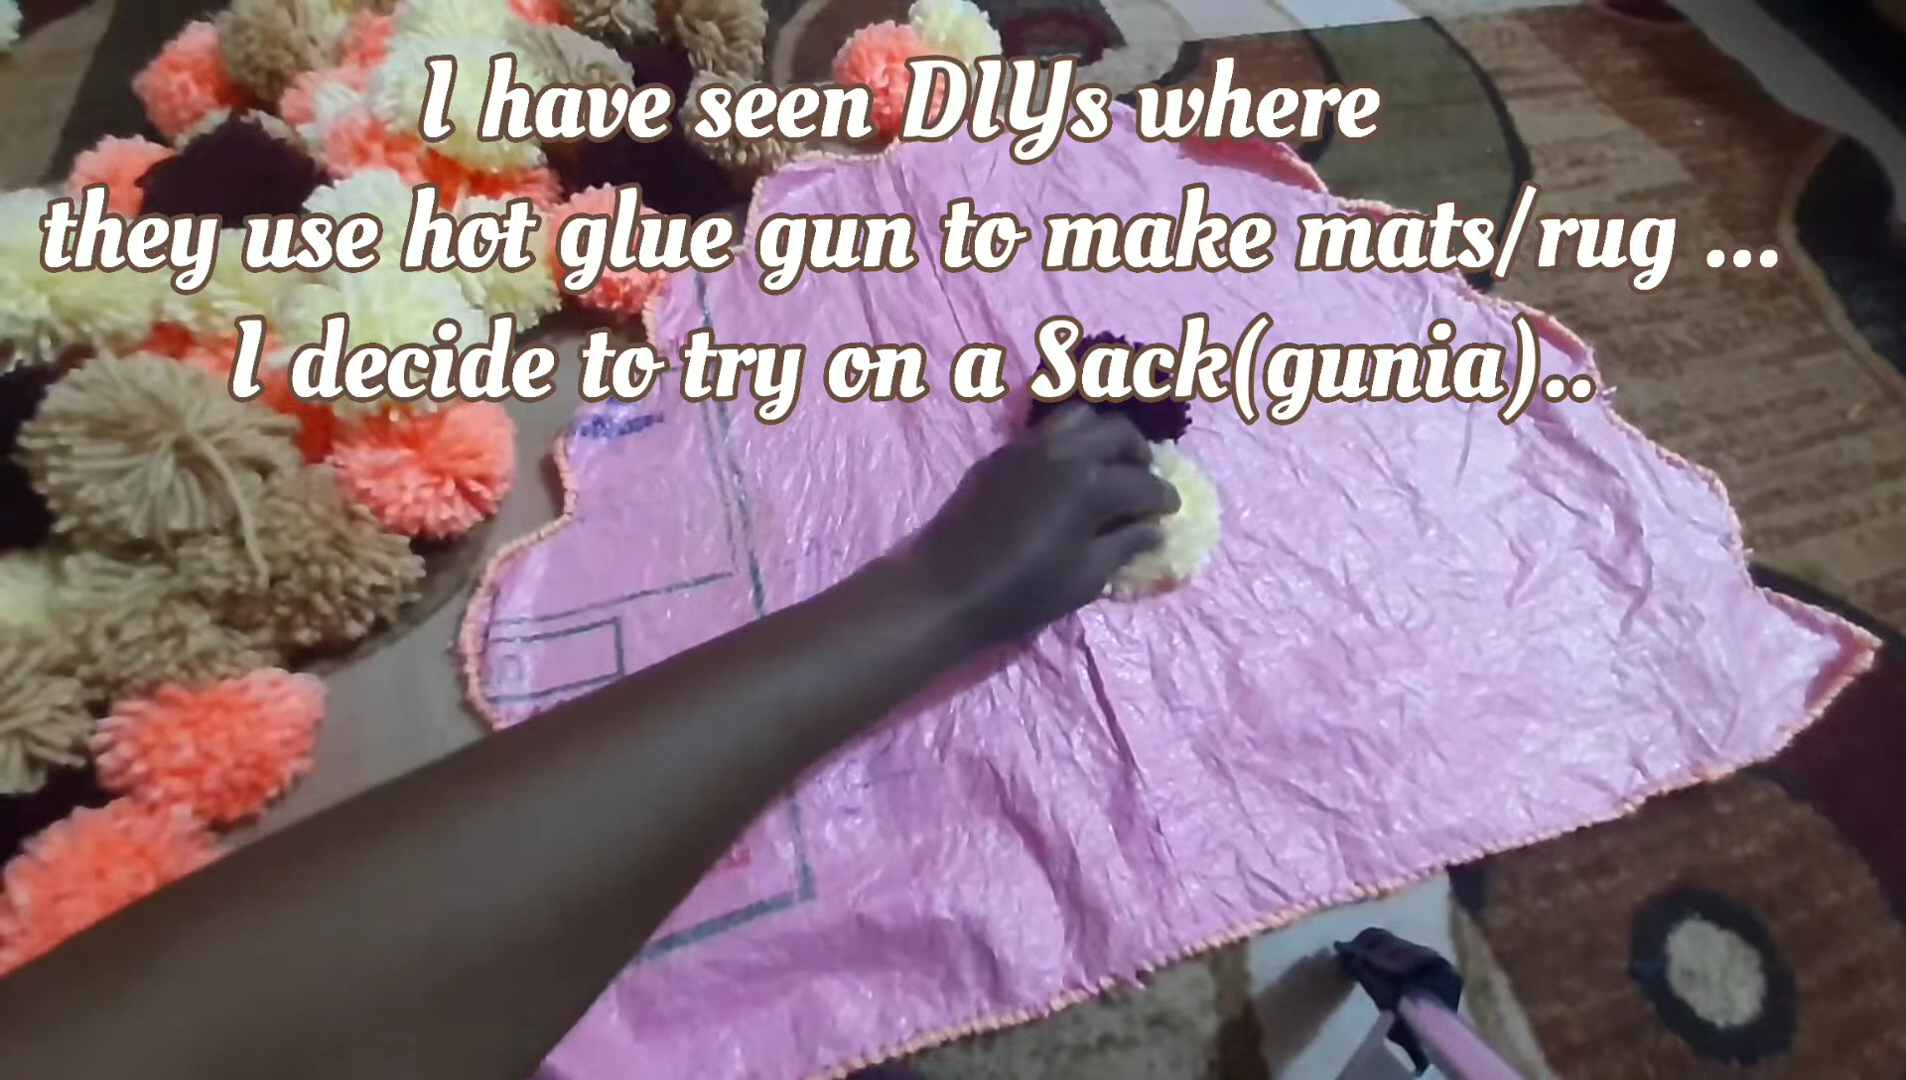 I have seen DIYs where
they use hot glue gun to make mats/rug ...
I decide to try on a Sack(gunia)..